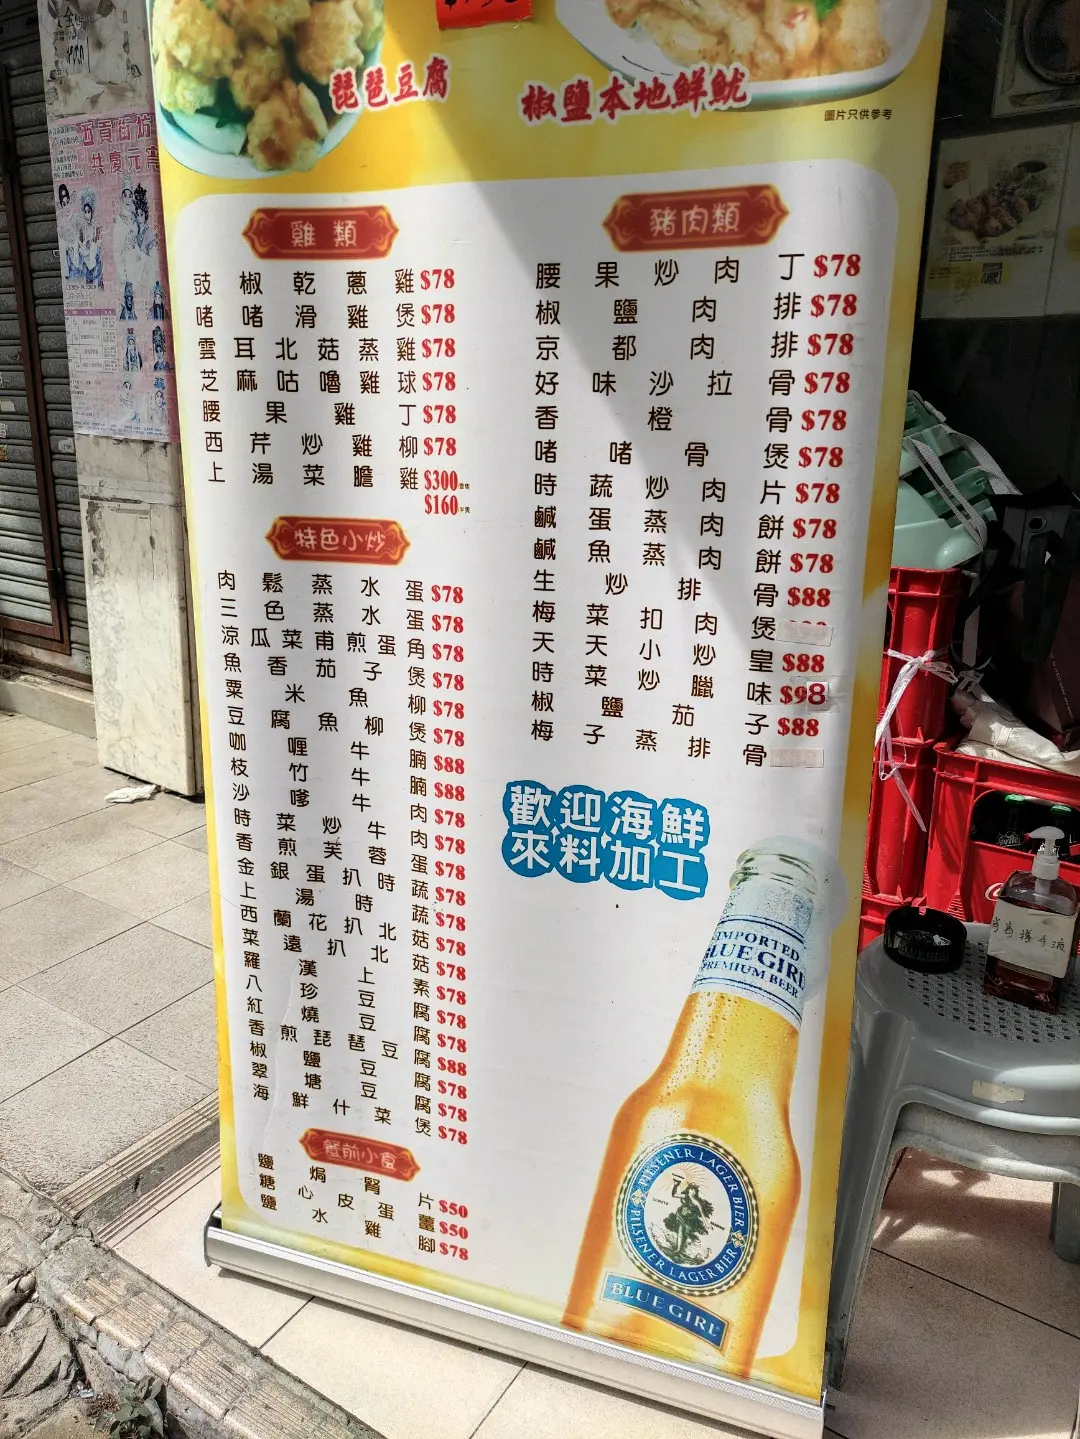 琵琶豆腐
椒鹽本地鮮魷
圖片只供參考
西貢街坊
共慶元宵
雞類
豉椒乾蔥雞 $78
啫啫滑雞煲 $78
雲耳北菇蒸雞 $78
芝麻咕嚕雞球 $78
腰果雞丁 $78
西芹炒雞柳 $78
上湯菜膽雞 $300
$160
特色小炒
肉鬆蒸水蛋 $78
三色蒸水蛋 $78
涼瓜菜甫煎蛋角 $78
魚香茄子煲 $78
粟米魚柳 $78
豆腐魚柳煲 $78
咖喱牛腩 $88
枝竹牛腩 $88
沙嗲牛肉 $78
時菜炒牛肉 $78
香煎芙蓉蛋 $78
金銀蛋扒時蔬 $78
上湯時蔬 $78
西蘭花扒北菇 $78
菜遠扒北菇 $78
羅漢上素 $78
八珍豆腐 $78
紅燒豆腐 $78
香煎琵琶豆腐 $88
椒鹽豆腐 $78
翠塘豆腐 $78
海鮮什菜煲 $78
餐前小食
鹽焗腎片 $50
糖心皮蛋薑 $50
鹽水雞腳 $78
豬肉類
腰果炒肉丁 $78
椒鹽肉排 $78
京都肉排 $78
好味沙拉骨 $78
香橙骨 $78
啫啫骨煲 $78
時蔬炒肉片 $78
鹹蛋蒸肉餅 $78
鹹魚蒸肉餅 $78
生炒排骨 $88
梅菜扣肉煲
天天小炒皇 $88
時菜炒臘味 $98
椒鹽茄子 $88
梅子蒸排骨
歡迎海鮮
來料加工
IMPORTED
BLUE GIRL
PREMIUM BEER
PILSENER LAGER BIER
PILSENER LAGER BIER
BLUE GIRL